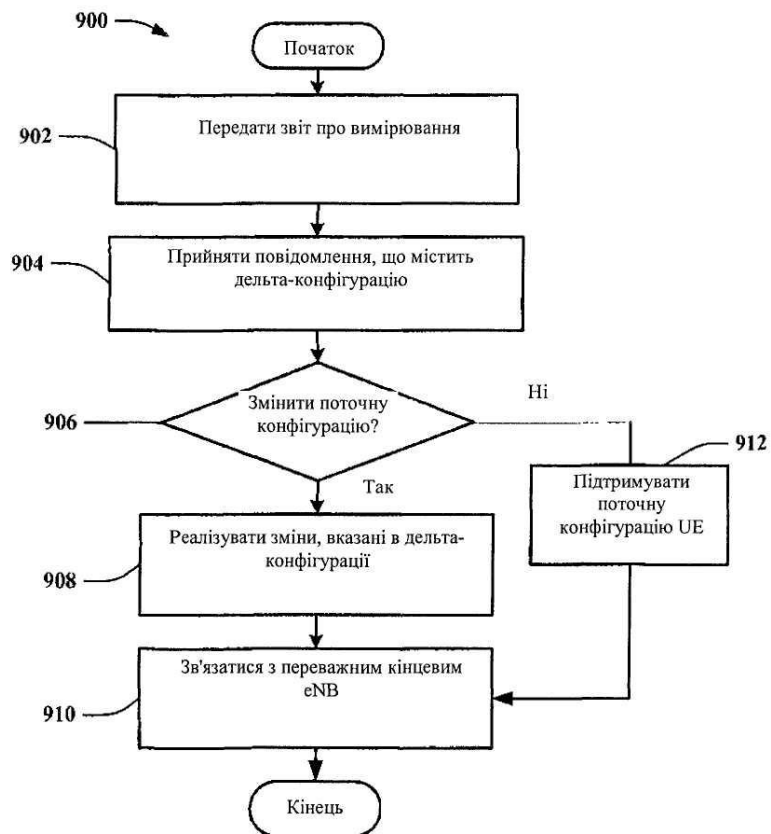 900
Початок
902
Передати звіт про вимірювання
904
Прийняти повідомлення, що містить
дельта-конфігурацію
906
Змінити поточну
конфігурацію?
Ні
912
Підтримувати
поточну
конфігурацію UE
Так
908
Реалізувати зміни, вказані в дельта-
конфігурації
910
Зв'язатися з переважним кінцевим
eNB
Кінець